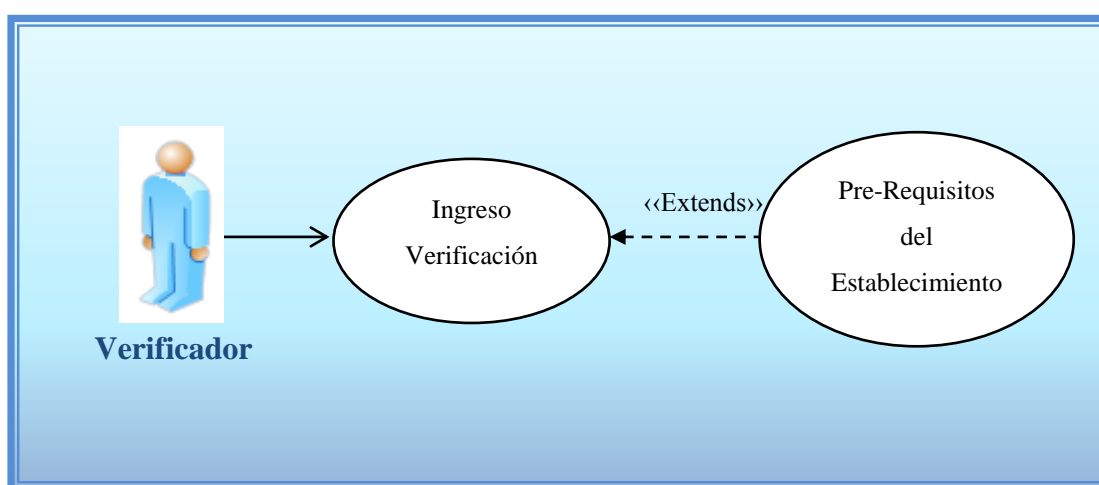 Ingreso
Verificación
‹‹Extends››
Pre-Requisitos
del
Establecimiento
Verificador